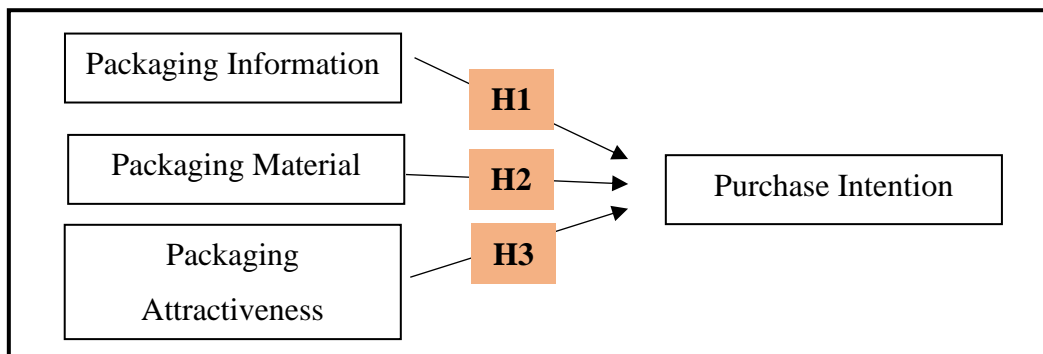 Packaging Information
H1
Packaging Material
H2
Purchase Intention
Packaging
Attractiveness
H3